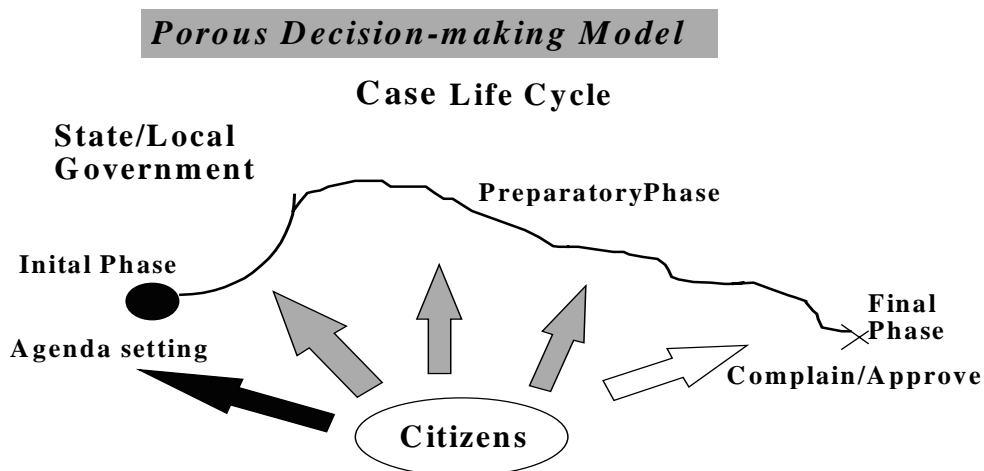 Porous Decision-making Model
Case Life Cycle
State/Local
Government
PreparatoryPhase
Inital Phase
Final
Phase
Agenda setting
Complain/Approve
Citizens